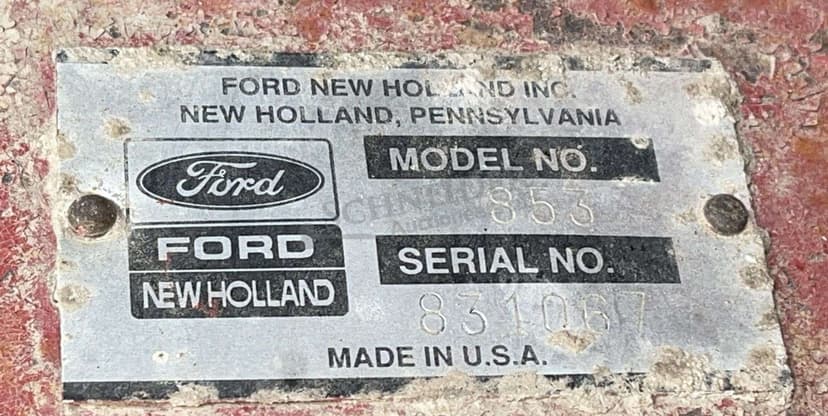 FORD NEW HOLLAND INC.
NEW HOLLAND, PENNSYLVANIA
Ford
FORD
NEW HOLLAND
MODEL NO.
853
SERIAL NO.
831067
MADE IN U.S.A.